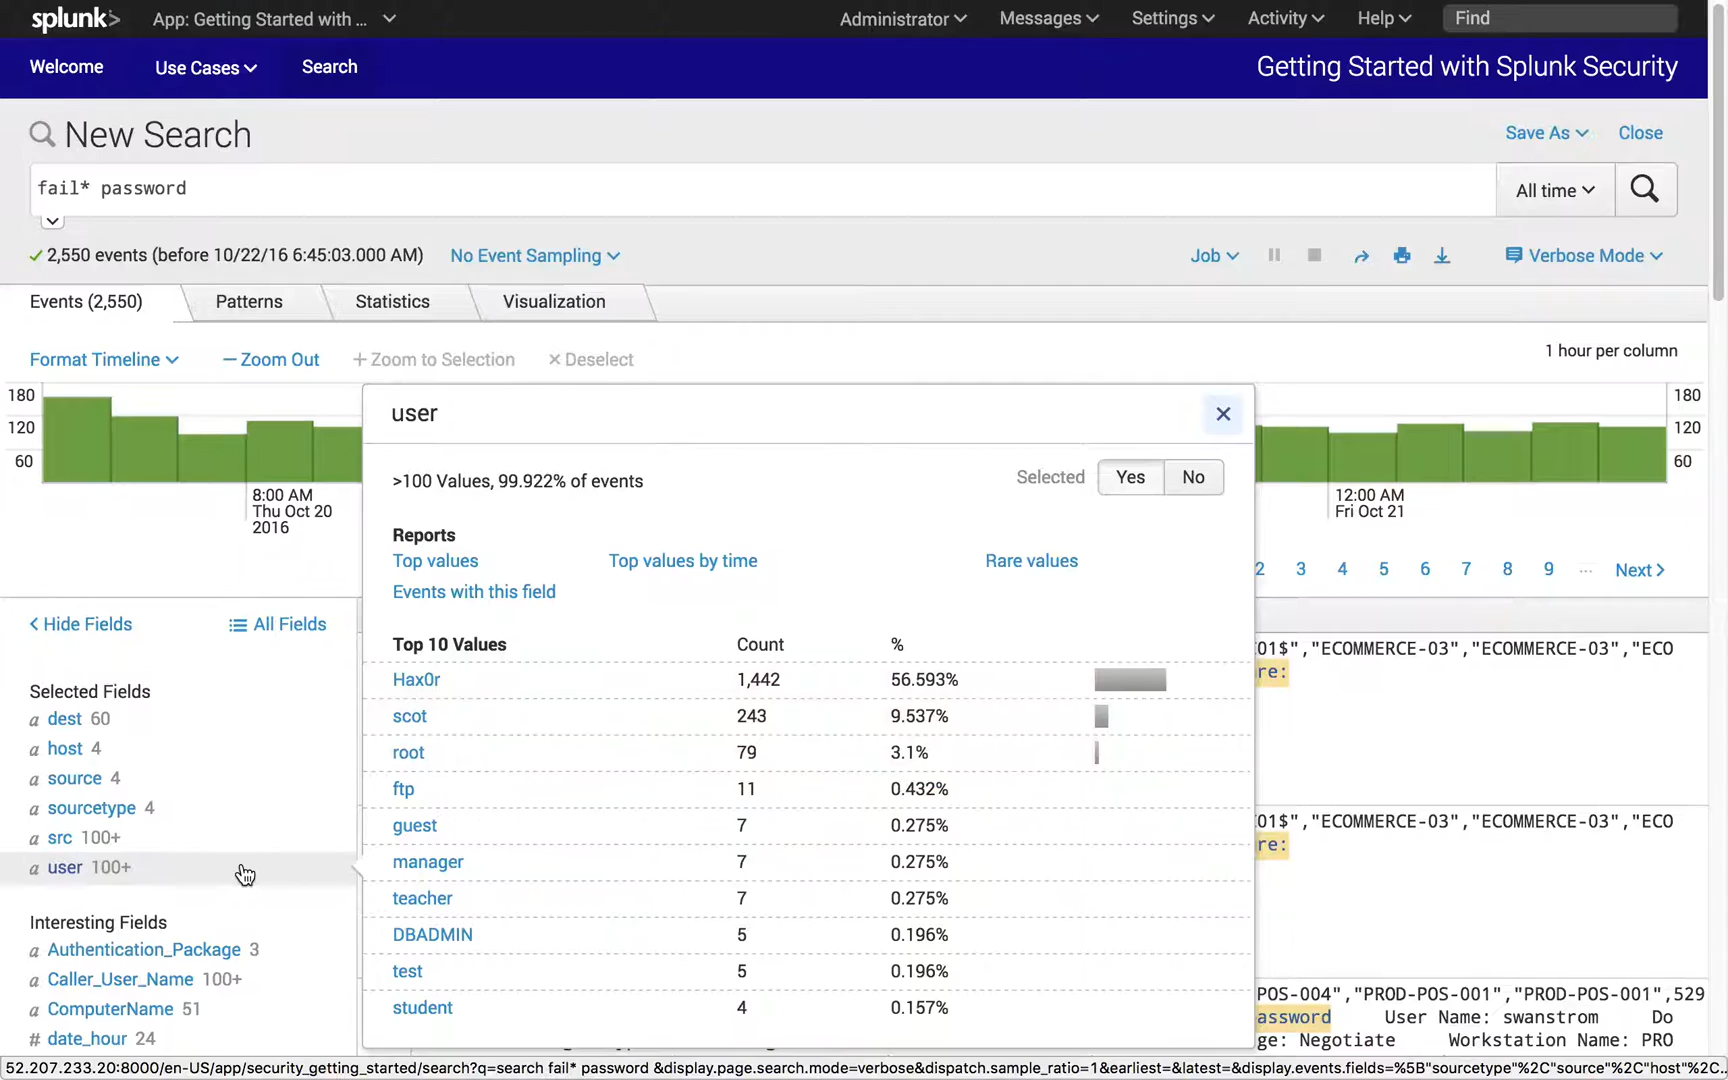 splunk> App: Getting Started with ... Administrator Messages Settings Activity Help Find
Welcome Use Cases Search Getting Started with Splunk Security
New Search Save As Close
fail* password All time
2,550 events (before 10/22/16 6:45:03.000 AM) No Event Sampling Job Verbose Mode
Events (2,550) Patterns Statistics Visualization
Format Timeline — Zoom Out + Zoom to Selection × Deselect 1 hour per column
180 180
120 120
60 60
8:00 AM
Thu Oct 20
2016
12:00 AM
Fri Oct 21
2 3 4 5 6 7 8 9 ... Next >
user
>100 Values, 99.922% of events Selected Yes No
Reports
Top values Top values by time Rare values
Events with this field
Top 10 Values Count %
Hax0r 1,442 56.593%
scot 243 9.537%
root 79 3.1%
ftp 11 0.432%
guest 7 0.275%
manager 7 0.275%
teacher 7 0.275%
DBADMIN 5 0.196%
test 5 0.196%
student 4 0.157%
< Hide Fields All Fields
Selected Fields
a dest 60
a host 4
a source 4
a sourcetype 4
a src 100+
a user 100+
Interesting Fields
a Authentication_Package 3
a Caller_User_Name 100+
a ComputerName 51
# date_hour 24
01$","ECOMMERCE-03","ECOMMERCE-03","ECO
re:
01$","ECOMMERCE-03","ECOMMERCE-03","ECO
re:
POS-004","PROD-POS-001","PROD-POS-001",529
assword User Name: swanstrom Do
ge: Negotiate Workstation Name: PRO
52.207.233.20:8000/en-US/app/security_getting_started/search?q=search fail* password &display.page.search.mode=verbose&dispatch.sample_ratio=1&earliest=&latest=&display.events.fields=%5B"sourcetype"%2C"source"%2C"host"%2C...